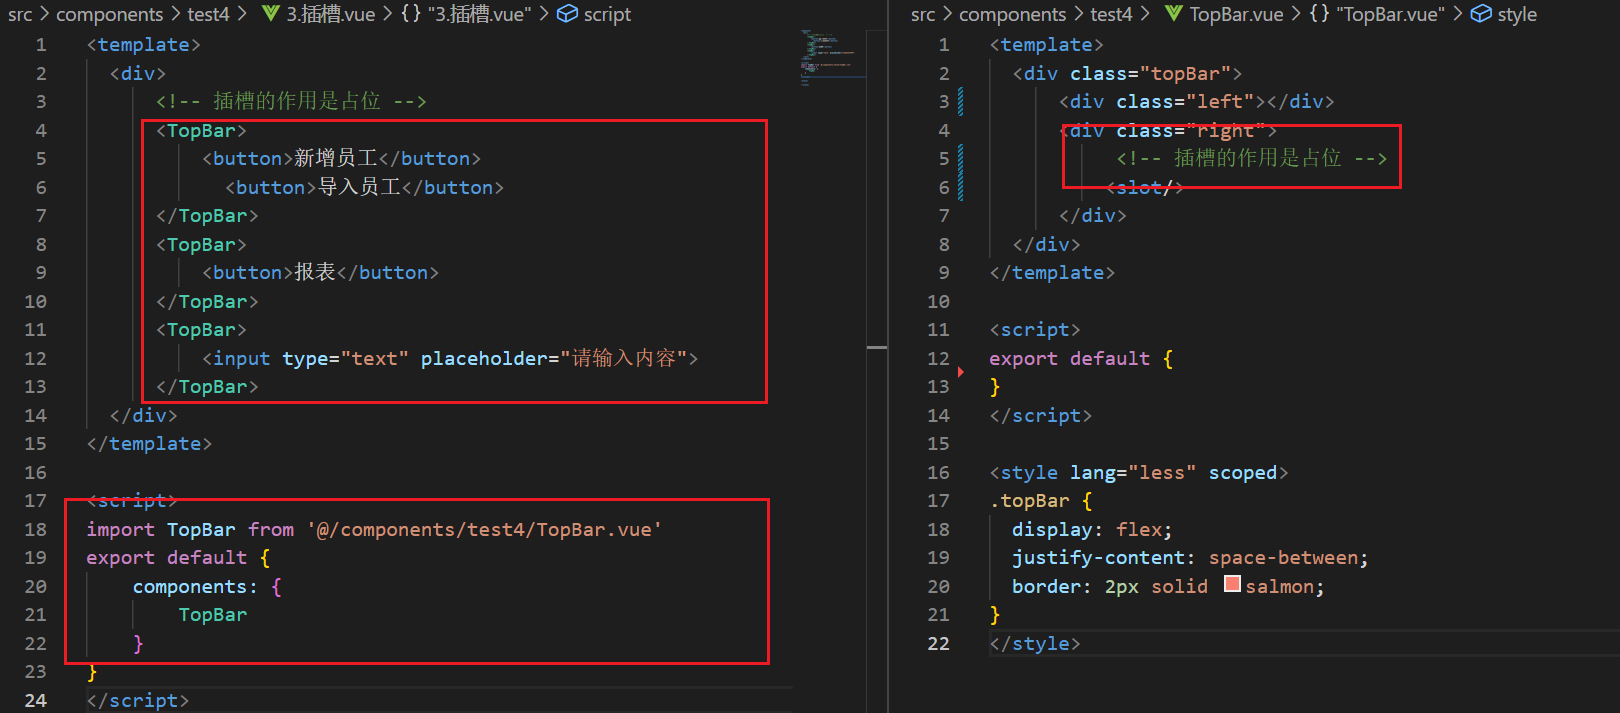 src > components > test4 > 3.插槽.vue > {} "3.插槽.vue" > script
1 <template>
2 <div>
3 <!-- 插槽的作用是占位 -->
4 <TopBar>
5 <button>新增员工</button>
6 <button>导入员工</button>
7 </TopBar>
8 <TopBar>
9 <button>报表</button>
10 </TopBar>
11 <TopBar>
12 <input type="text" placeholder="请输入内容">
13 </TopBar>
14 </div>
15 </template>
16
17 <script>
18 import TopBar from '@/components/test4/TopBar.vue'
19 export default {
20 components: {
21 TopBar
22 }
23 }
24 </script>
src > components > test4 > TopBar.vue > {} "TopBar.vue" > style
1 <template>
2 <div class="topBar">
3 <div class="left"></div>
4 <div class="right">
5 <!-- 插槽的作用是占位 -->
6 <slot/>
7 </div>
8 </div>
9 </template>
10
11 <script>
12 export default {
13 }
14 </script>
15
16 <style lang="less" scoped>
17 .topBar {
18 display: flex;
19 justify-content: space-between;
20 border: 2px solid salmon;
21 }
22 </style>